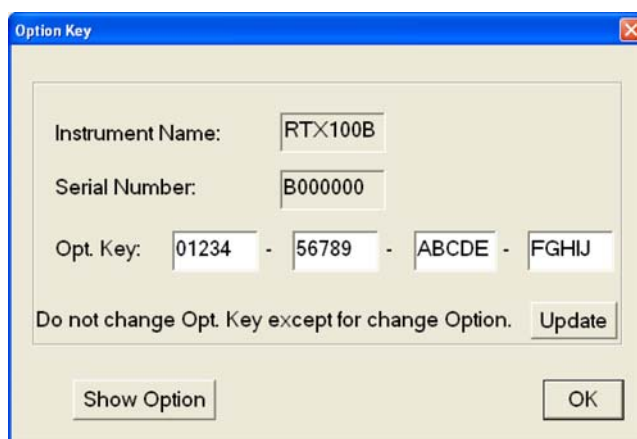 Option Key
Instrument Name: RTX100B
Serial Number: B000000
Opt. Key: 01234 - 56789 - ABCDE - FGHIJ
Do not change Opt. Key except for change Option. Update
Show Option OK